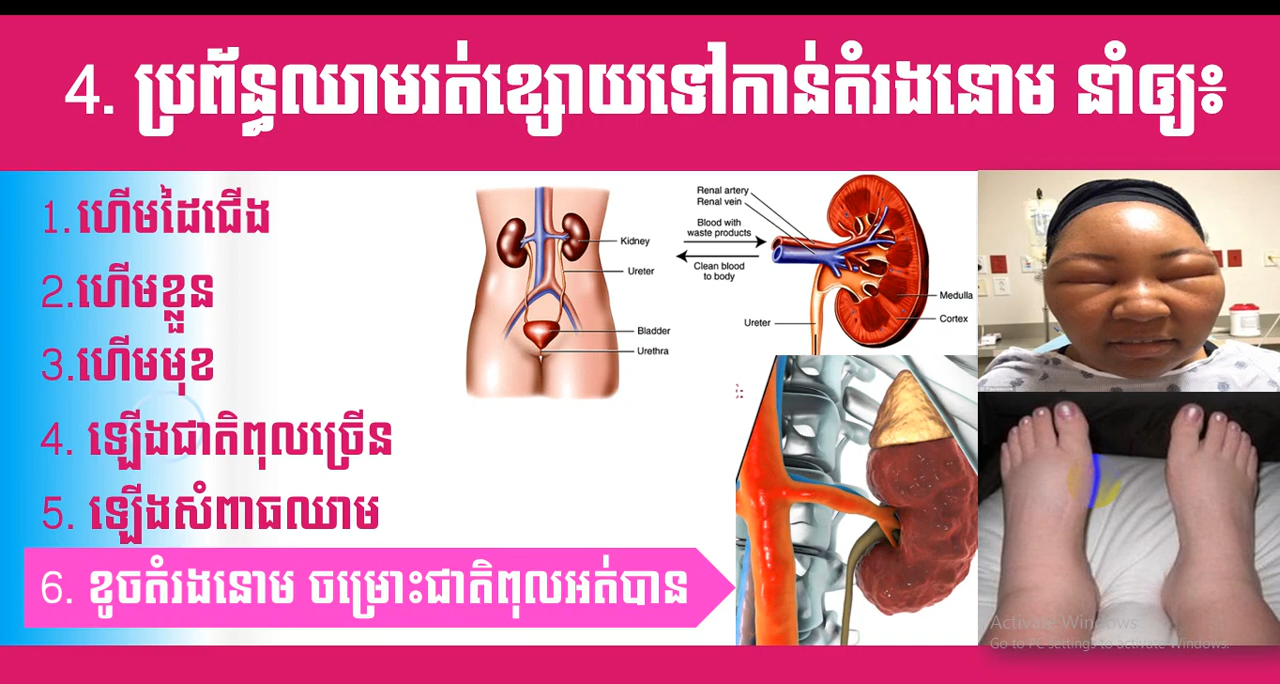 4. ប្រព័ន្ធឈាមរត់ខ្សោយទៅកាន់តំរងនោម នាំឲ្យ៖
1. ហើមដៃជើង
2.ហើមខ្លួន
3.ហើមមុខ
4. ឡើងជាតិពុលច្រើន
5. ឡើងសំពាធឈាម
6. ខូចតំរងនោម ចម្រោះជាតិពុលអត់បាន
Kidney
Ureter
Bladder
Urethra
Renal artery
Renal vein
Blood with
waste products
Clean blood
to body
Ureter
Medulla
Cortex
Activate Windows
Go to PC settings to activate Windows.